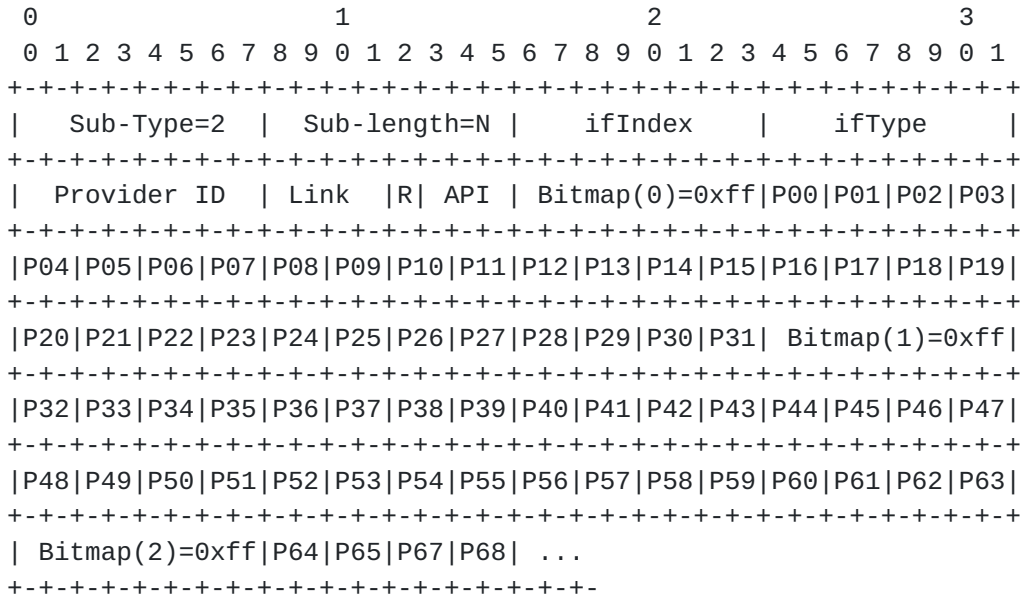 0                   1                   2                   3
 0 1 2 3 4 5 6 7 8 9 0 1 2 3 4 5 6 7 8 9 0 1 2 3 4 5 6 7 8 9 0 1
+-+-+-+-+-+-+-+-+-+-+-+-+-+-+-+-+-+-+-+-+-+-+-+-+-+-+-+-+-+-+-+-+
|   Sub-Type=2  |  Sub-length=N |    ifIndex    |    ifType     |
+-+-+-+-+-+-+-+-+-+-+-+-+-+-+-+-+-+-+-+-+-+-+-+-+-+-+-+-+-+-+-+-+
|  Provider ID  | Link  |R| API | Bitmap(0)=0xff|P00|P01|P02|P03|
+-+-+-+-+-+-+-+-+-+-+-+-+-+-+-+-+-+-+-+-+-+-+-+-+-+-+-+-+-+-+-+-+
|P04|P05|P06|P07|P08|P09|P10|P11|P12|P13|P14|P15|P16|P17|P18|P19|
+-+-+-+-+-+-+-+-+-+-+-+-+-+-+-+-+-+-+-+-+-+-+-+-+-+-+-+-+-+-+-+-+
|P20|P21|P22|P23|P24|P25|P26|P27|P28|P29|P30|P31| Bitmap(1)=0xff|
+-+-+-+-+-+-+-+-+-+-+-+-+-+-+-+-+-+-+-+-+-+-+-+-+-+-+-+-+-+-+-+-+
|P32|P33|P34|P35|P36|P37|P38|P39|P40|P41|P42|P43|P44|P45|P46|P47|
+-+-+-+-+-+-+-+-+-+-+-+-+-+-+-+-+-+-+-+-+-+-+-+-+-+-+-+-+-+-+-+-+
|P48|P49|P50|P51|P52|P53|P54|P55|P56|P57|P58|P59|P60|P61|P62|P63|
+-+-+-+-+-+-+-+-+-+-+-+-+-+-+-+-+-+-+-+-+-+-+-+-+-+-+-+-+-+-+-+-+
| Bitmap(2)=0xff|P64|P65|P67|P68| ...
+-+-+-+-+-+-+-+-+-+-+-+-+-+-+-+-+-+-+-